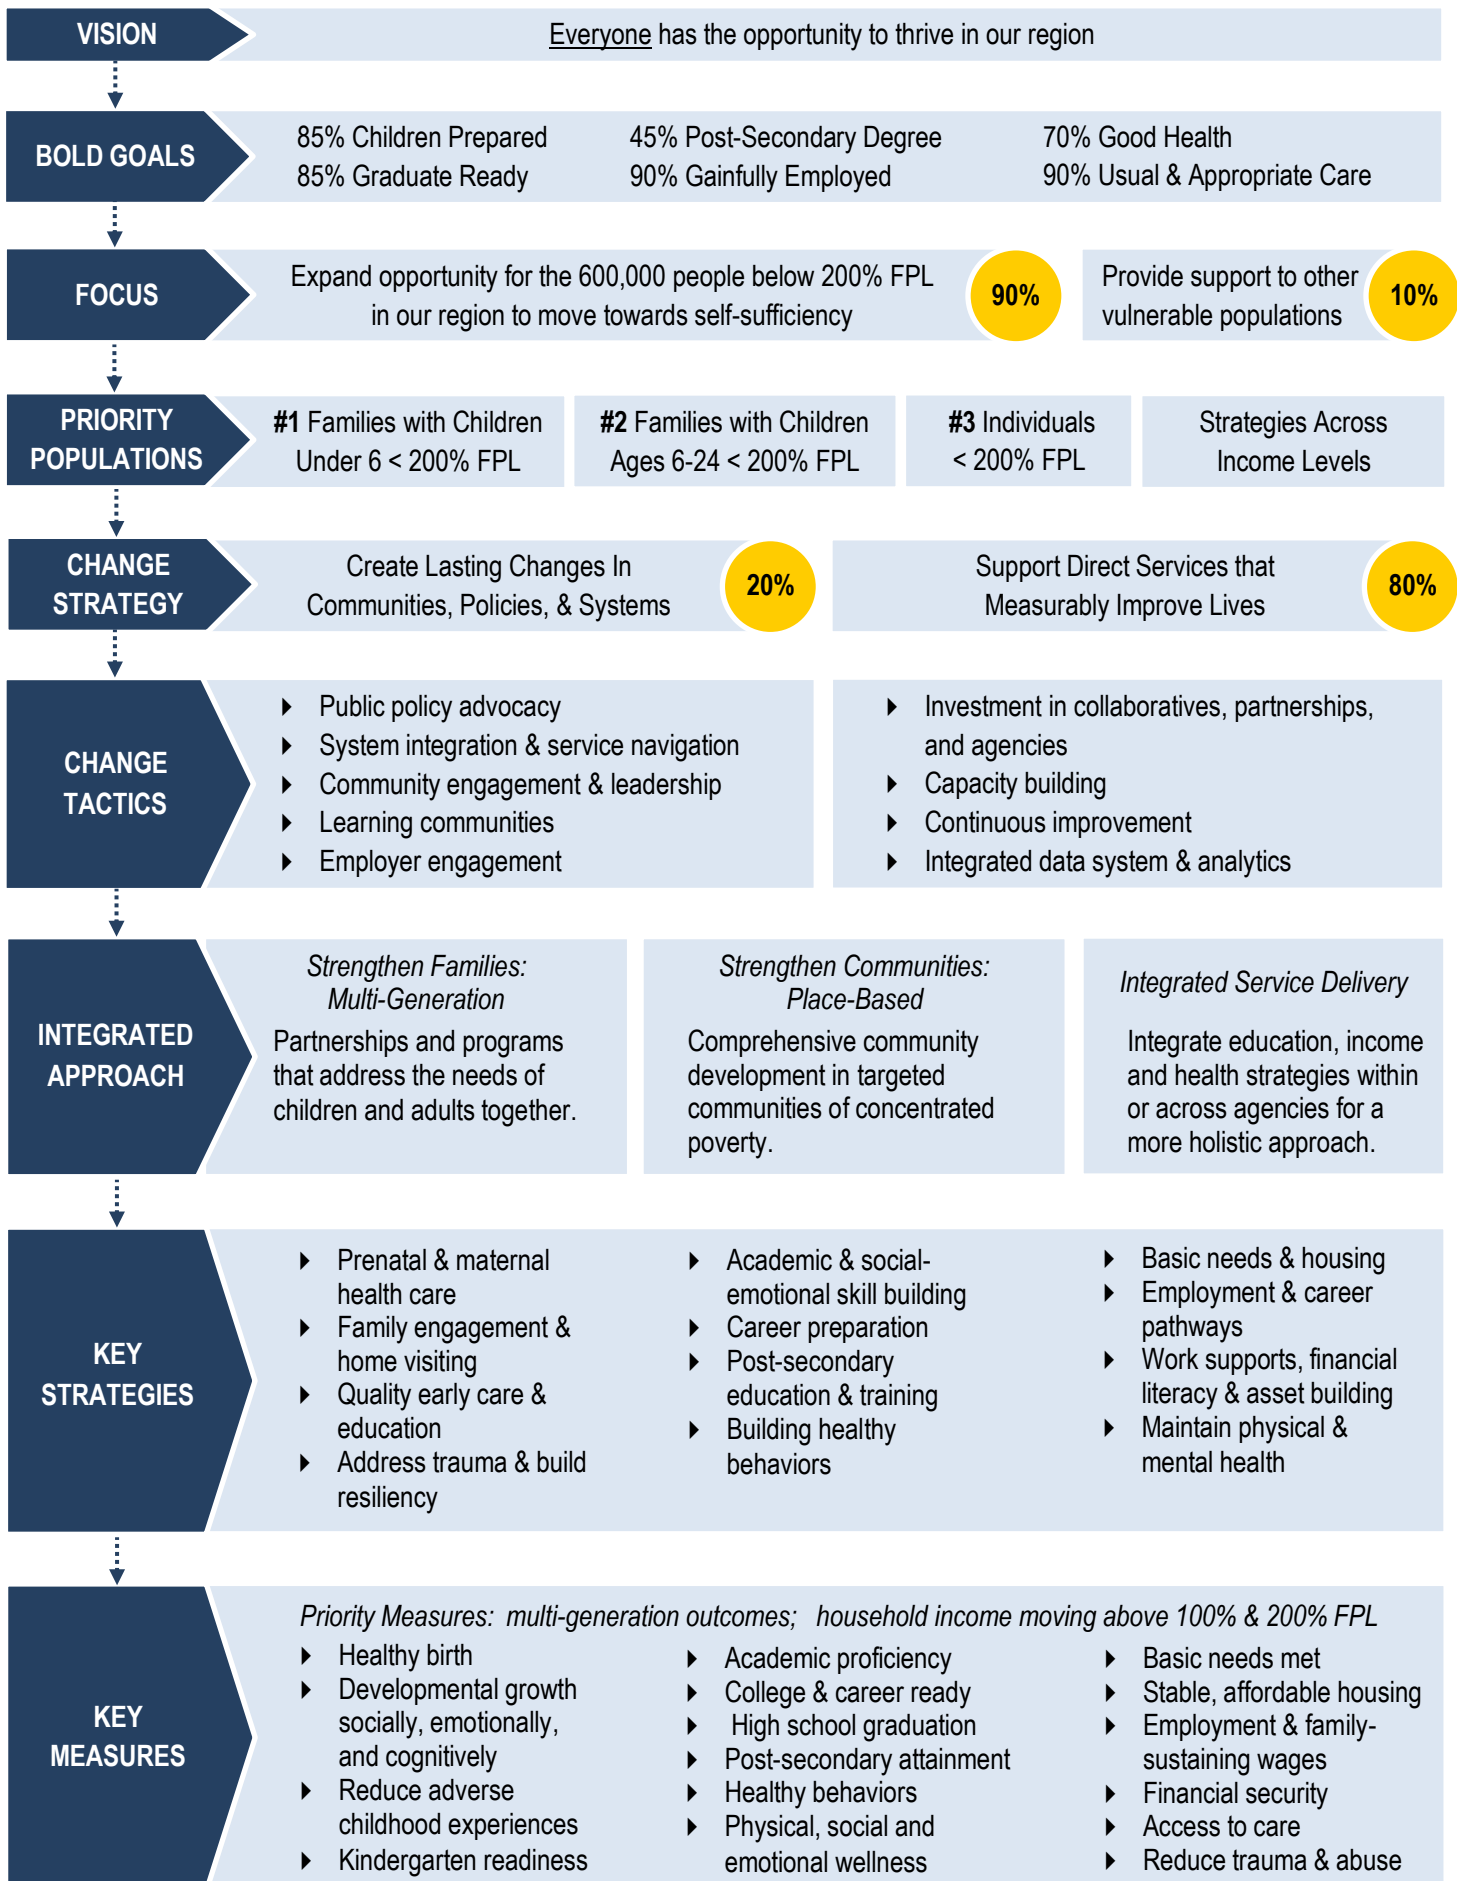 VISION
Everyone has the opportunity to thrive in our region
BOLD GOALS
85% Children Prepared
85% Graduate Ready
45% Post-Secondary Degree
90% Gainfully Employed
70% Good Health
90% Usual & Appropriate Care
FOCUS
Expand opportunity for the 600,000 people below 200% FPL
in our region to move towards self-sufficiency
90%
Provide support to other
vulnerable populations
10%
PRIORITY
POPULATIONS
#1 Families with Children
Under 6 < 200% FPL
#2 Families with Children
Ages 6-24 < 200% FPL
#3 Individuals
< 200% FPL
Strategies Across
Income Levels
CHANGE
STRATEGY
Create Lasting Changes In
Communities, Policies, & Systems
20%
Support Direct Services that
Measurably Improve Lives
80%
CHANGE
TACTICS
Public policy advocacy
System integration & service navigation
Community engagement & leadership
Learning communities
Employer engagement
Investment in collaboratives, partnerships,
and agencies
Capacity building
Continuous improvement
Integrated data system & analytics
INTEGRATED
APPROACH
Strengthen Families:
Multi-Generation
Partnerships and programs
that address the needs of
children and adults together.
Strengthen Communities:
Place-Based
Comprehensive community
development in targeted
communities of concentrated
poverty.
Integrated Service Delivery
Integrate education, income
and health strategies within
or across agencies for a
more holistic approach.
KEY
STRATEGIES
Prenatal & maternal
health care
Family engagement &
home visiting
Quality early care &
education
Address trauma & build
resiliency
Academic & social-
emotional skill building
Career preparation
Post-secondary
education & training
Building healthy
behaviors
Basic needs & housing
Employment & career
pathways
Work supports, financial
literacy & asset building
Maintain physical &
mental health
KEY
MEASURES
Priority Measures: multi-generation outcomes; household income moving above 100% & 200% FPL
Healthy birth
Developmental growth
socially, emotionally,
and cognitively
Reduce adverse
childhood experiences
Kindergarten readiness
Academic proficiency
College & career ready
High school graduation
Post-secondary attainment
Healthy behaviors
Physical, social and
emotional wellness
Basic needs met
Stable, affordable housing
Employment & family-
sustaining wages
Financial security
Access to care
Reduce trauma & abuse